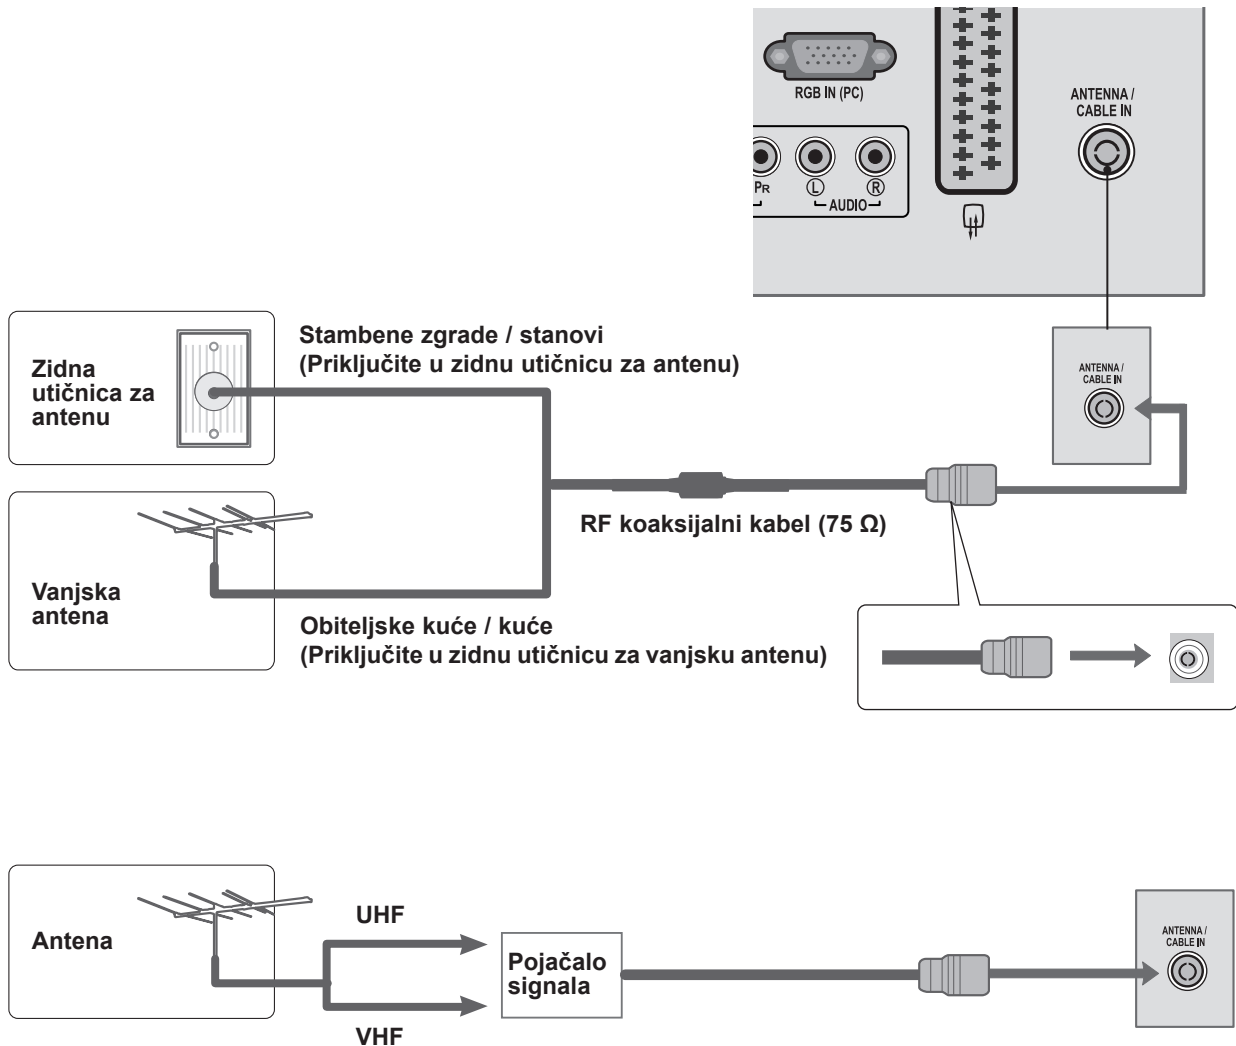 RGB IN (PC)
ANTENNA /
CABLE IN
PR
L
R
AUDIO
Zidna
utičnica za
antenu
Stambene zgrade / stanovi
(Priključite u zidnu utičnicu za antenu)
ANTENNA /
CABLE IN
RF koaksijalni kabel (75 Ω)
Vanjska
antena
Obiteljske kuće / kuće
(Priključite u zidnu utičnicu za vanjsku antenu)
Antena
UHF
VHF
Pojačalo
signala
ANTENNA /
CABLE IN